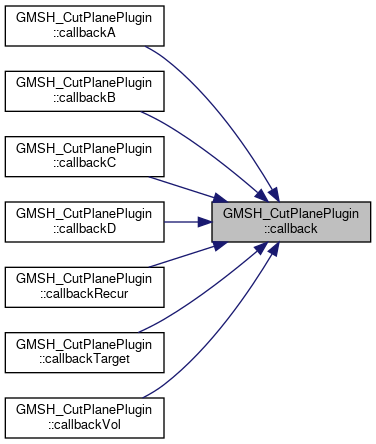 GMSH_CutPlanePlugin
::callbackA
GMSH_CutPlanePlugin
::callbackB
GMSH_CutPlanePlugin
::callbackC
GMSH_CutPlanePlugin
::callbackD
GMSH_CutPlanePlugin
::callback
GMSH_CutPlanePlugin
::callbackRecur
GMSH_CutPlanePlugin
::callbackTarget
GMSH_CutPlanePlugin
::callbackVol